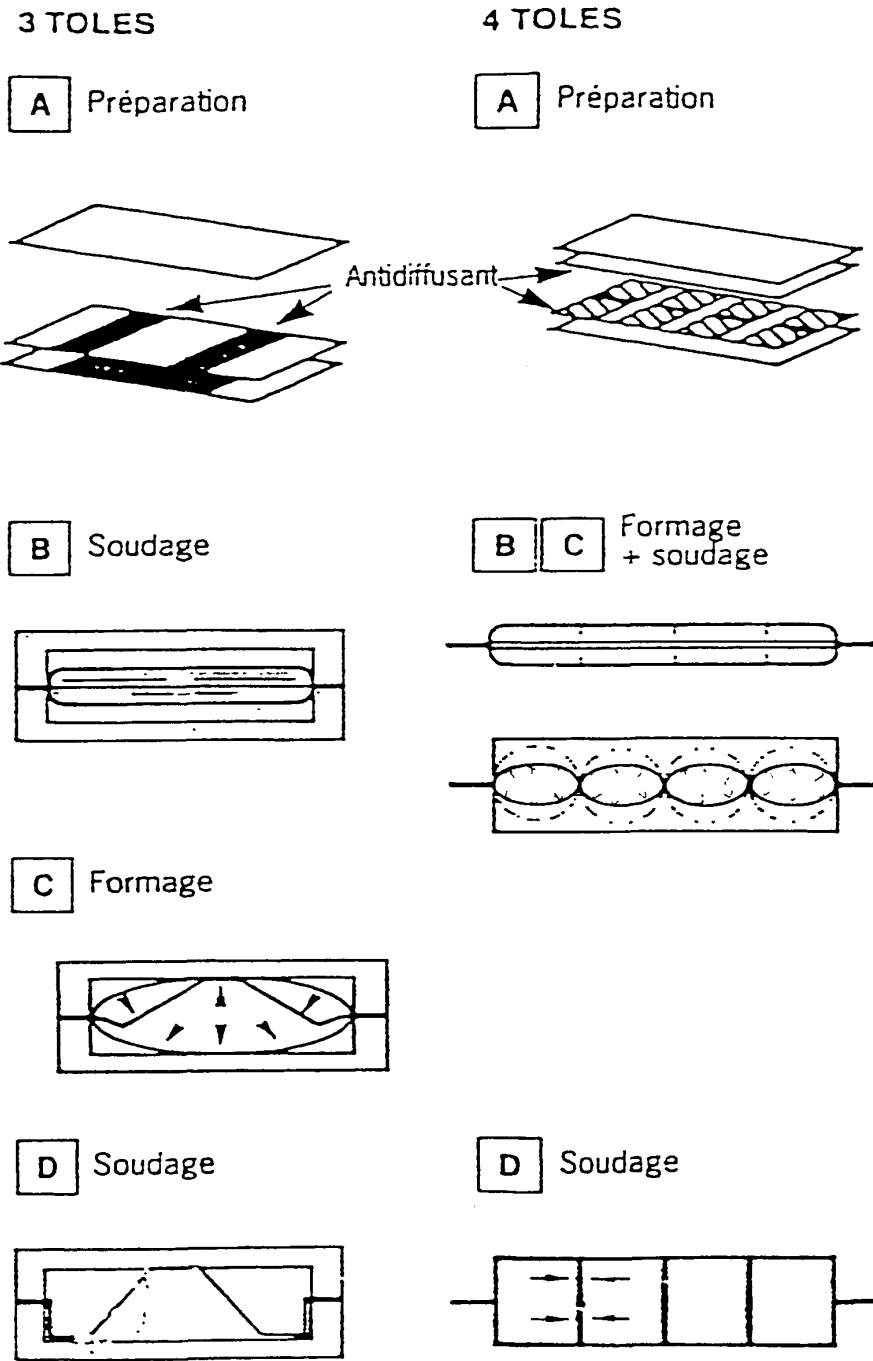 3 TOLES
4 TOLES
A Préparation
A Préparation
Antidiffusant
B Soudage
B C Formage
+ soudage
C Formage
D Soudage
D Soudage